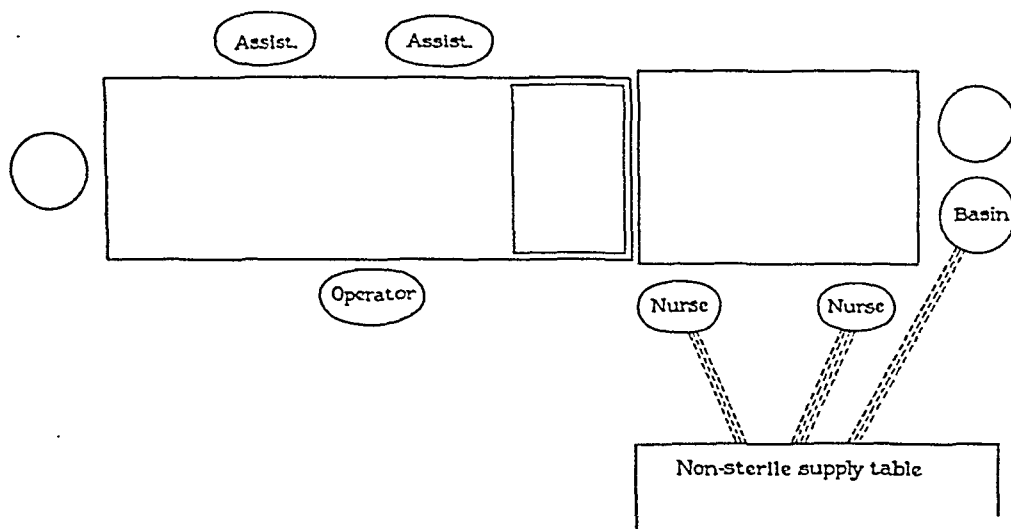 Assist.
Assist.
Basin
Operator
Nurse
Nurse
Non-sterile supply table